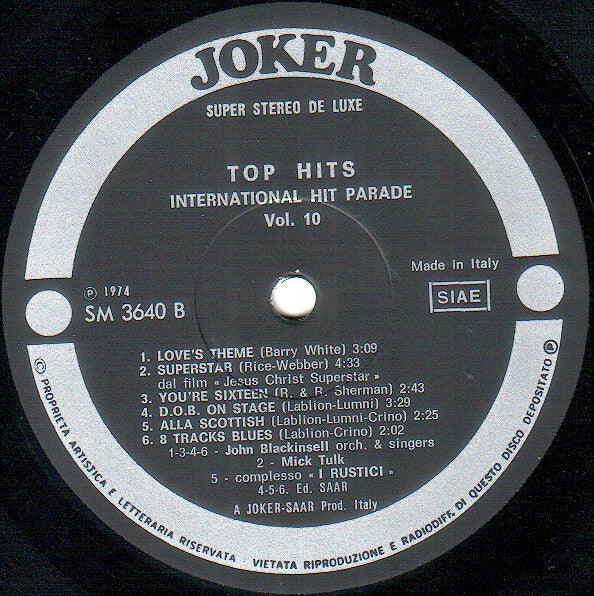 JOKER
SUPER STEREO DE LUXE
TOP HITS
INTERNATIONAL HIT PARADE
Vol. 10
Made in Italy
℗ 1974
SM 3640 B
SIAE
1. LOVE'S THEME (Barry White) 3:09
2. SUPERSTAR (Rice-Webber) 4:33
dal film « Jesus Christ Superstar »
3. YOU'RE SIXTEEN (R. & R. Sherman) 2:43
4. D.O.B. ON STAGE (Lablion-Lumni) 3:29
5. ALLA SCOTTISH (Lablion-Lumni-Crino) 2:25
6. 8 TRACKS BLUES (Lablion-Crino) 2:02
1-3-4-6 - John Blackinsell orch. & singers
2 - Mick Tulk
5 - complesso « I RUSTICI »
4-5-6. Ed. SAAR
A JOKER-SAAR Prod. Italy
© PROPRIETA ARTISTICA E LETTERARIA RISERVATA VIETATA RIPRODUZIONE E RADIODIFF. DI QUESTO DISCO DEPOSITATO ℗